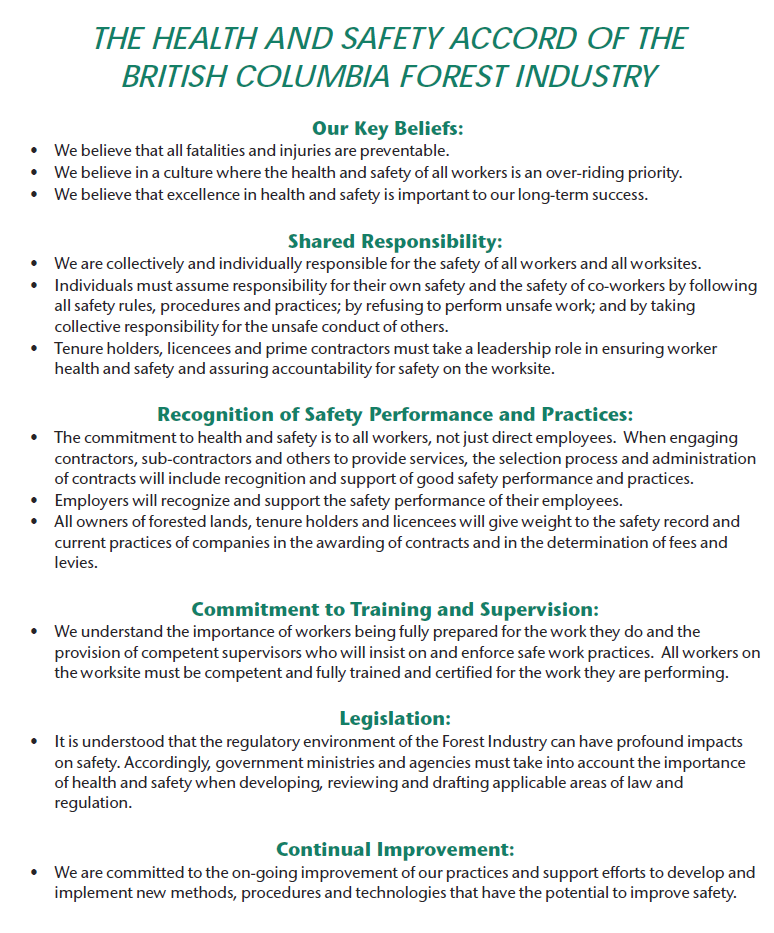 THE HEALTH AND SAFETY ACCORD OF THE
BRITISH COLUMBIA FOREST INDUSTRY
Our Key Beliefs:
• We believe that all fatalities and injuries are preventable.
• We believe in a culture where the health and safety of all workers is an over-riding priority.
• We believe that excellence in health and safety is important to our long-term success.
Shared Responsibility:
• We are collectively and individually responsible for the safety of all workers and all worksites.
• Individuals must assume responsibility for their own safety and the safety of co-workers by following
all safety rules, procedures and practices; by refusing to perform unsafe work; and by taking
collective responsibility for the unsafe conduct of others.
• Tenure holders, licencees and prime contractors must take a leadership role in ensuring worker
health and safety and assuring accountability for safety on the worksite.
Recognition of Safety Performance and Practices:
• The commitment to health and safety is to all workers, not just direct employees.  When engaging
contractors, sub-contractors and others to provide services, the selection process and administration
of contracts will include recognition and support of good safety performance and practices.
• Employers will recognize and support the safety performance of their employees.
• All owners of forested lands, tenure holders and licencees will give weight to the safety record and
current practices of companies in the awarding of contracts and in the determination of fees and
levies.
Commitment to Training and Supervision:
• We understand the importance of workers being fully prepared for the work they do and the
provision of competent supervisors who will insist on and enforce safe work practices.  All workers on
the worksite must be competent and fully trained and certified for the work they are performing.
Legislation:
• It is understood that the regulatory environment of the Forest Industry can have profound impacts
on safety. Accordingly, government ministries and agencies must take into account the importance
of health and safety when developing, reviewing and drafting applicable areas of law and
regulation.
Continual Improvement:
• We are committed to the on-going improvement of our practices and support efforts to develop and
implement new methods, procedures and technologies that have the potential to improve safety.